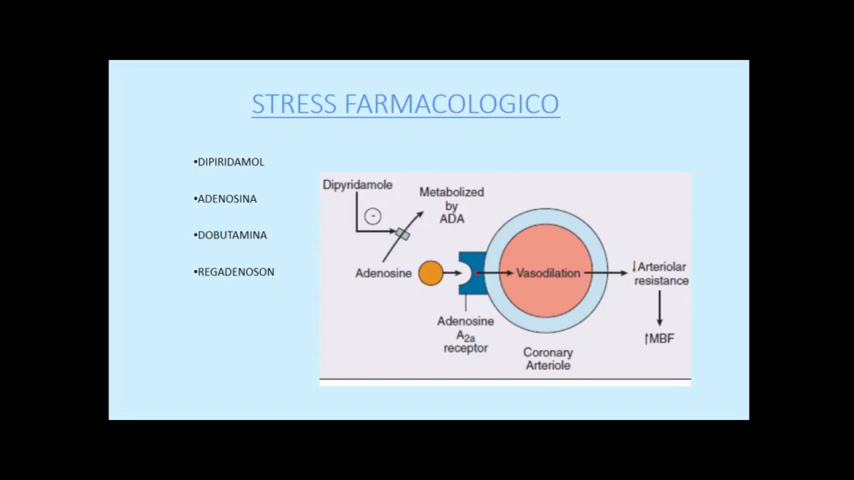 STRESS FARMACOLOGICO
•DIPIRIDAMOL
•ADENOSINA
•DOBUTAMINA
•REGADENOSON
Dipyridamole
-
Metabolized
by
ADA
Adenosine
Adenosine
A2a
receptor
Vasodilation
Coronary
Arteriole
↓Arteriolar
resistance
↑MBF